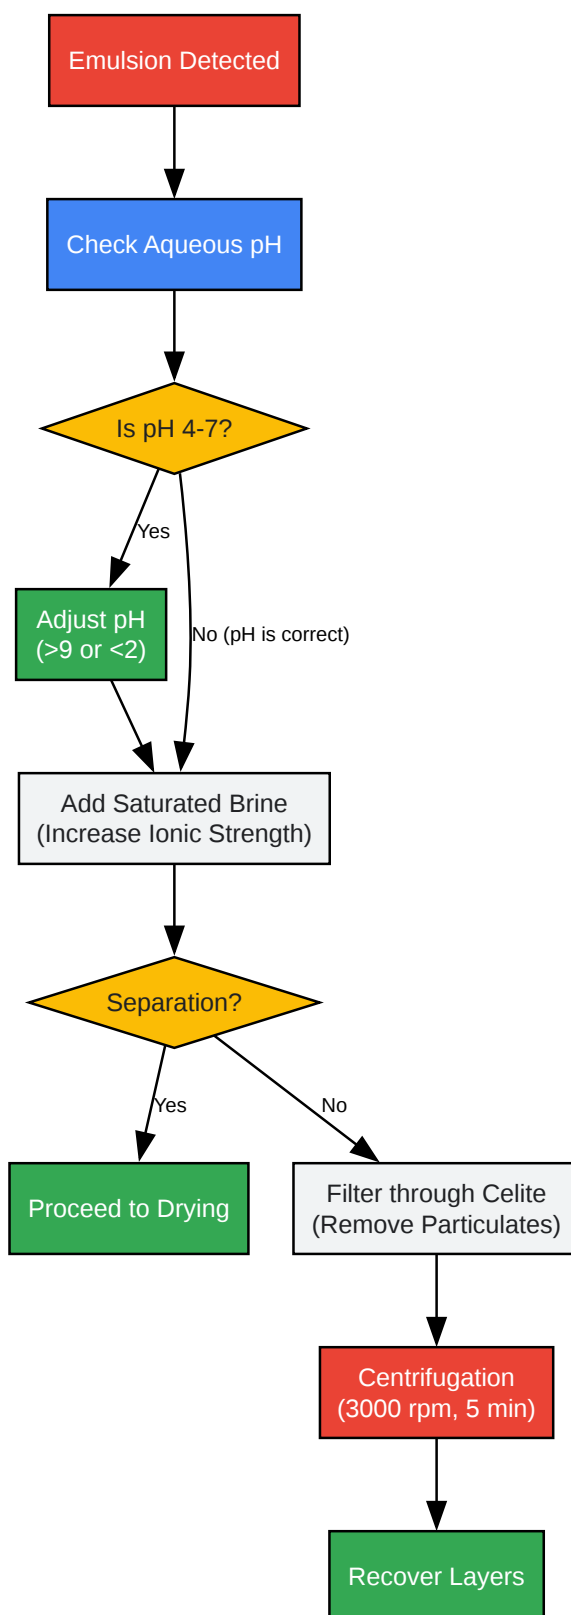 Emulsion Detected
Check Aqueous pH
Is pH 4-7?
Yes
Adjust pH
(>9 or <2)
No (pH is correct)
Add Saturated Brine
(Increase Ionic Strength)
Separation?
Yes
No
Proceed to Drying
Filter through Celite
(Remove Particulates)
Centrifugation
(3000 rpm, 5 min)
Recover Layers